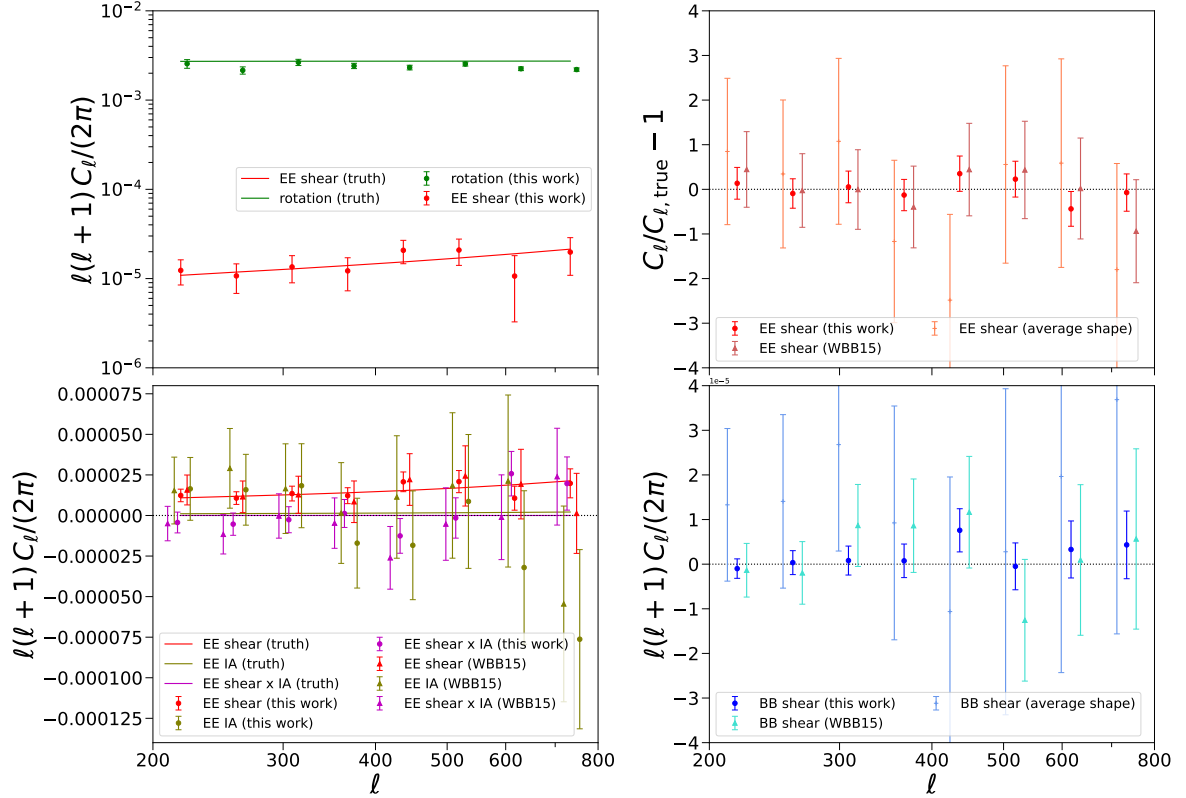 10⁻²
10⁻³
10⁻⁴
10⁻⁵
10⁻⁶
ℓ(ℓ + 1) Cℓ/(2π)
EE shear (truth)
rotation (truth)
rotation (this work)
EE shear (this work)
4
3
2
1
0
−1
−2
−3
−4
Cℓ/Cℓ, true − 1
EE shear (this work)
EE shear (WBB15)
EE shear (average shape)
0.000075
0.000050
0.000025
0.000000
−0.000025
−0.000050
−0.000075
−0.000100
−0.000125
ℓ(ℓ + 1) Cℓ/(2π)
EE shear (truth)
EE IA (truth)
EE shear x IA (truth)
EE shear (this work)
EE IA (this work)
EE shear x IA (this work)
EE shear (WBB15)
EE IA (WBB15)
EE shear x IA (WBB15)
200
300
400
500
600
800
ℓ
1e-5
4
3
2
1
0
−1
−2
−3
−4
ℓ(ℓ + 1) Cℓ/(2π)
BB shear (this work)
BB shear (WBB15)
BB shear (average shape)
200
300
400
500
600
800
ℓ